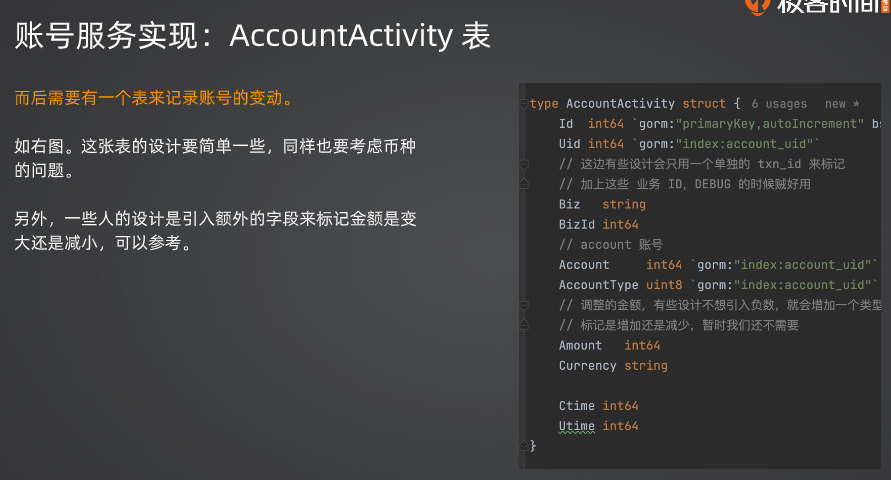 极客时间
账号服务实现：AccountActivity 表
而后需要有一个表来记录账号的变动。
如右图。这张表的设计要简单一些，同样也要考虑币种
的问题。
另外，一些人的设计是引入额外的字段来标记金额是变
大还是减小，可以参考。
type AccountActivity struct { 6 usages new *
Id int64 `gorm:"primaryKey,autoIncrement" bs
Uid int64 `gorm:"index:account_uid"`
// 这边有些设计会只用一个单独的 txn_id 来标记
// 加上这些 业务 ID，DEBUG 的时候贼好用
Biz string
BizId int64
// account 账号
Account int64 `gorm:"index:account_uid"`
AccountType uint8 `gorm:"index:account_uid"`
// 调整的金额，有些设计不想引入负数，就会增加一个类型
// 标记是增加还是减少，暂时我们还不需要
Amount int64
Currency string
Ctime int64
Utime int64
}